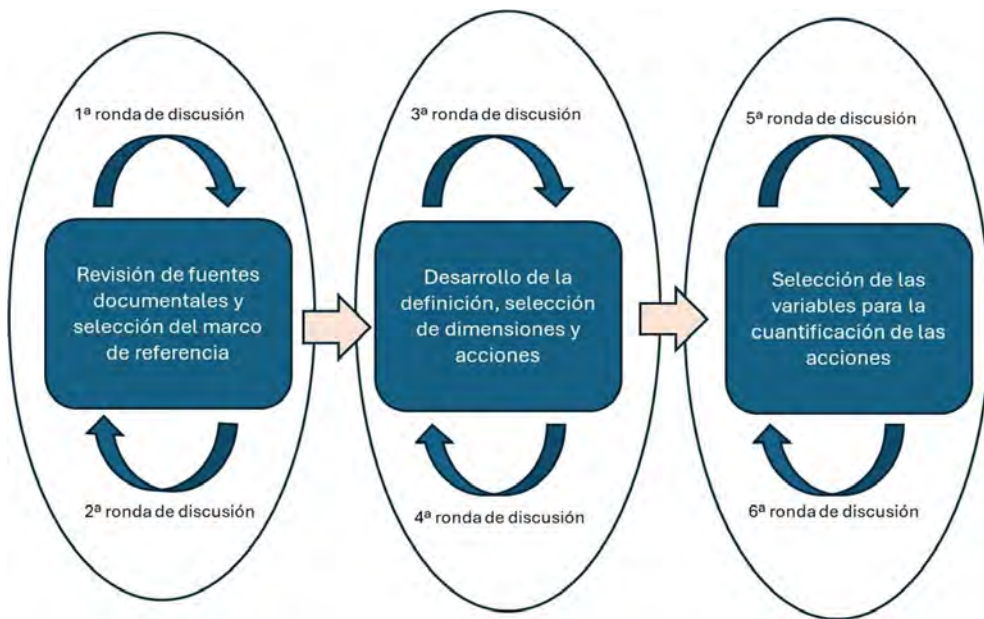 1ª ronda de discusión
Revisión de fuentes
documentales y
selección del marco
de referencia
2ª ronda de discusión
3ª ronda de discusión
Desarrollo de la
definición, selección
de dimensiones y
acciones
4ª ronda de discusión
5ª ronda de discusión
Selección de las
variables para la
cuantificación de las
acciones
6ª ronda de discusión